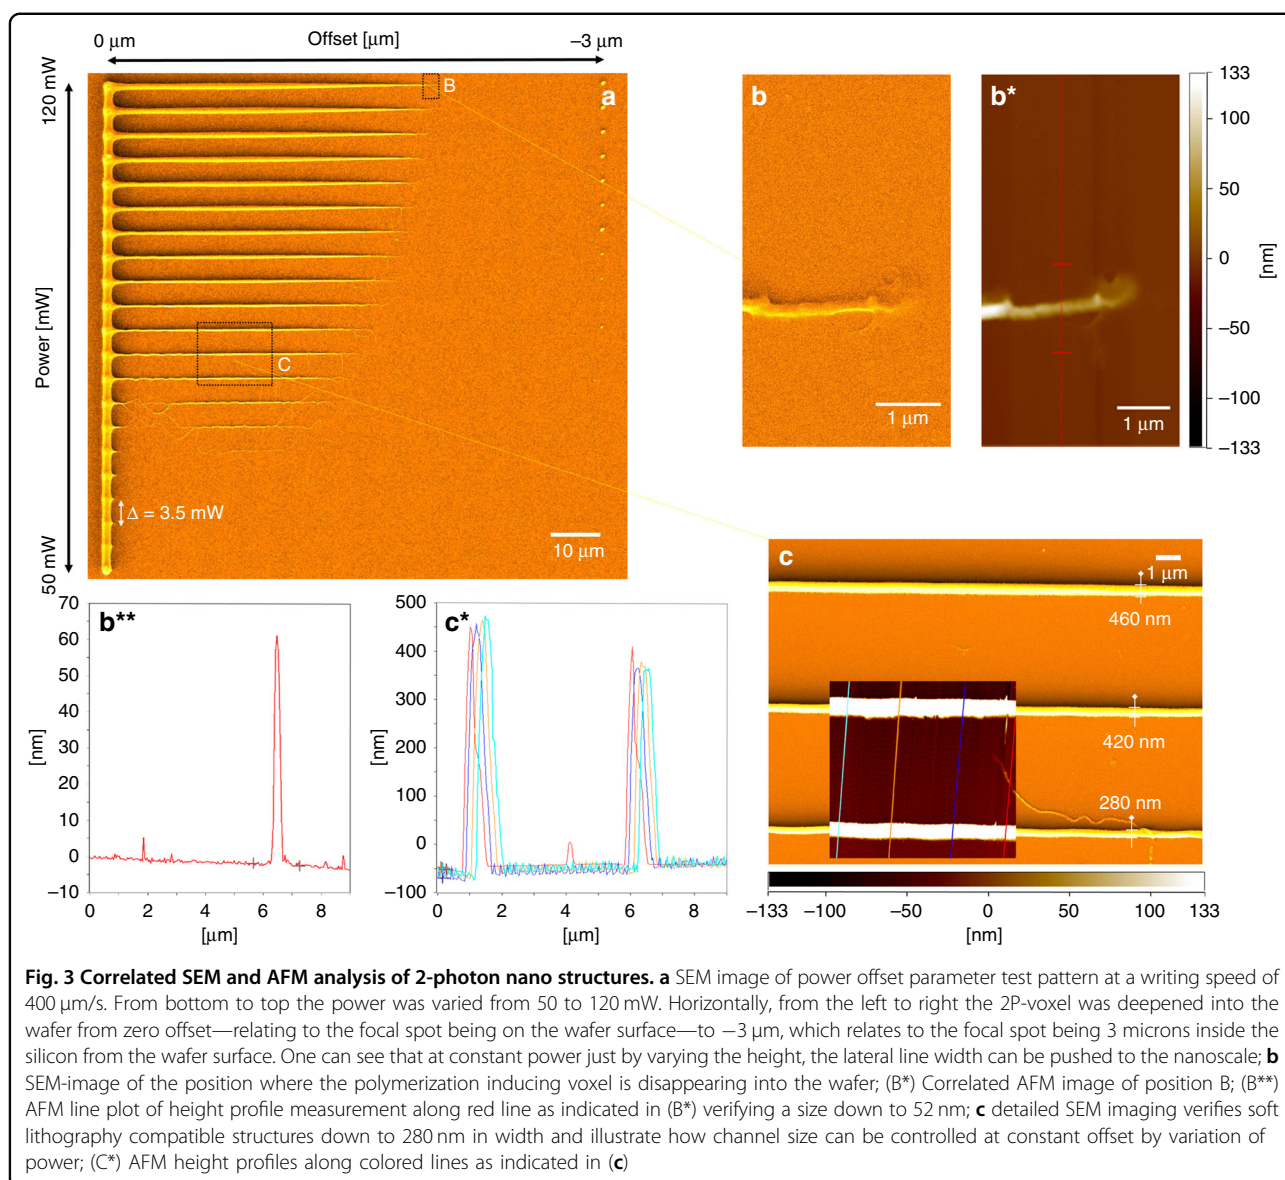 0 µm
Offset [µm]
−3 µm
120 mW
Power [mW]
50 mW
a
B
C
Δ = 3.5 mW
10 µm
b
1 µm
b*
1 µm
133
100
50
0
−50
−100
−133
[nm]
b**
70
60
50
40
30
20
10
0
−10
[nm]
0 2 4 6 8
[µm]
c*
500
400
300
200
100
0
−100
[nm]
0 2 4 6 8
[µm]
c
1 µm
460 nm
420 nm
280 nm
−133 −100 −50 0 50 100 133
[nm]
Fig. 3 Correlated SEM and AFM analysis of 2-photon nano structures. a SEM image of power offset parameter test pattern at a writing speed of
400 µm/s. From bottom to top the power was varied from 50 to 120 mW. Horizontally, from the left to right the 2P-voxel was deepened into the
wafer from zero offset—relating to the focal spot being on the wafer surface—to −3 µm, which relates to the focal spot being 3 microns inside the
silicon from the wafer surface. One can see that at constant power just by varying the height, the lateral line width can be pushed to the nanoscale; b
SEM-image of the position where the polymerization inducing voxel is disappearing into the wafer; (B*) Correlated AFM image of position B; (B**)
AFM line plot of height profile measurement along red line as indicated in (B*) verifying a size down to 52 nm; c detailed SEM imaging verifies soft
lithography compatible structures down to 280 nm in width and illustrate how channel size can be controlled at constant offset by variation of
power; (C*) AFM height profiles along colored lines as indicated in (c)